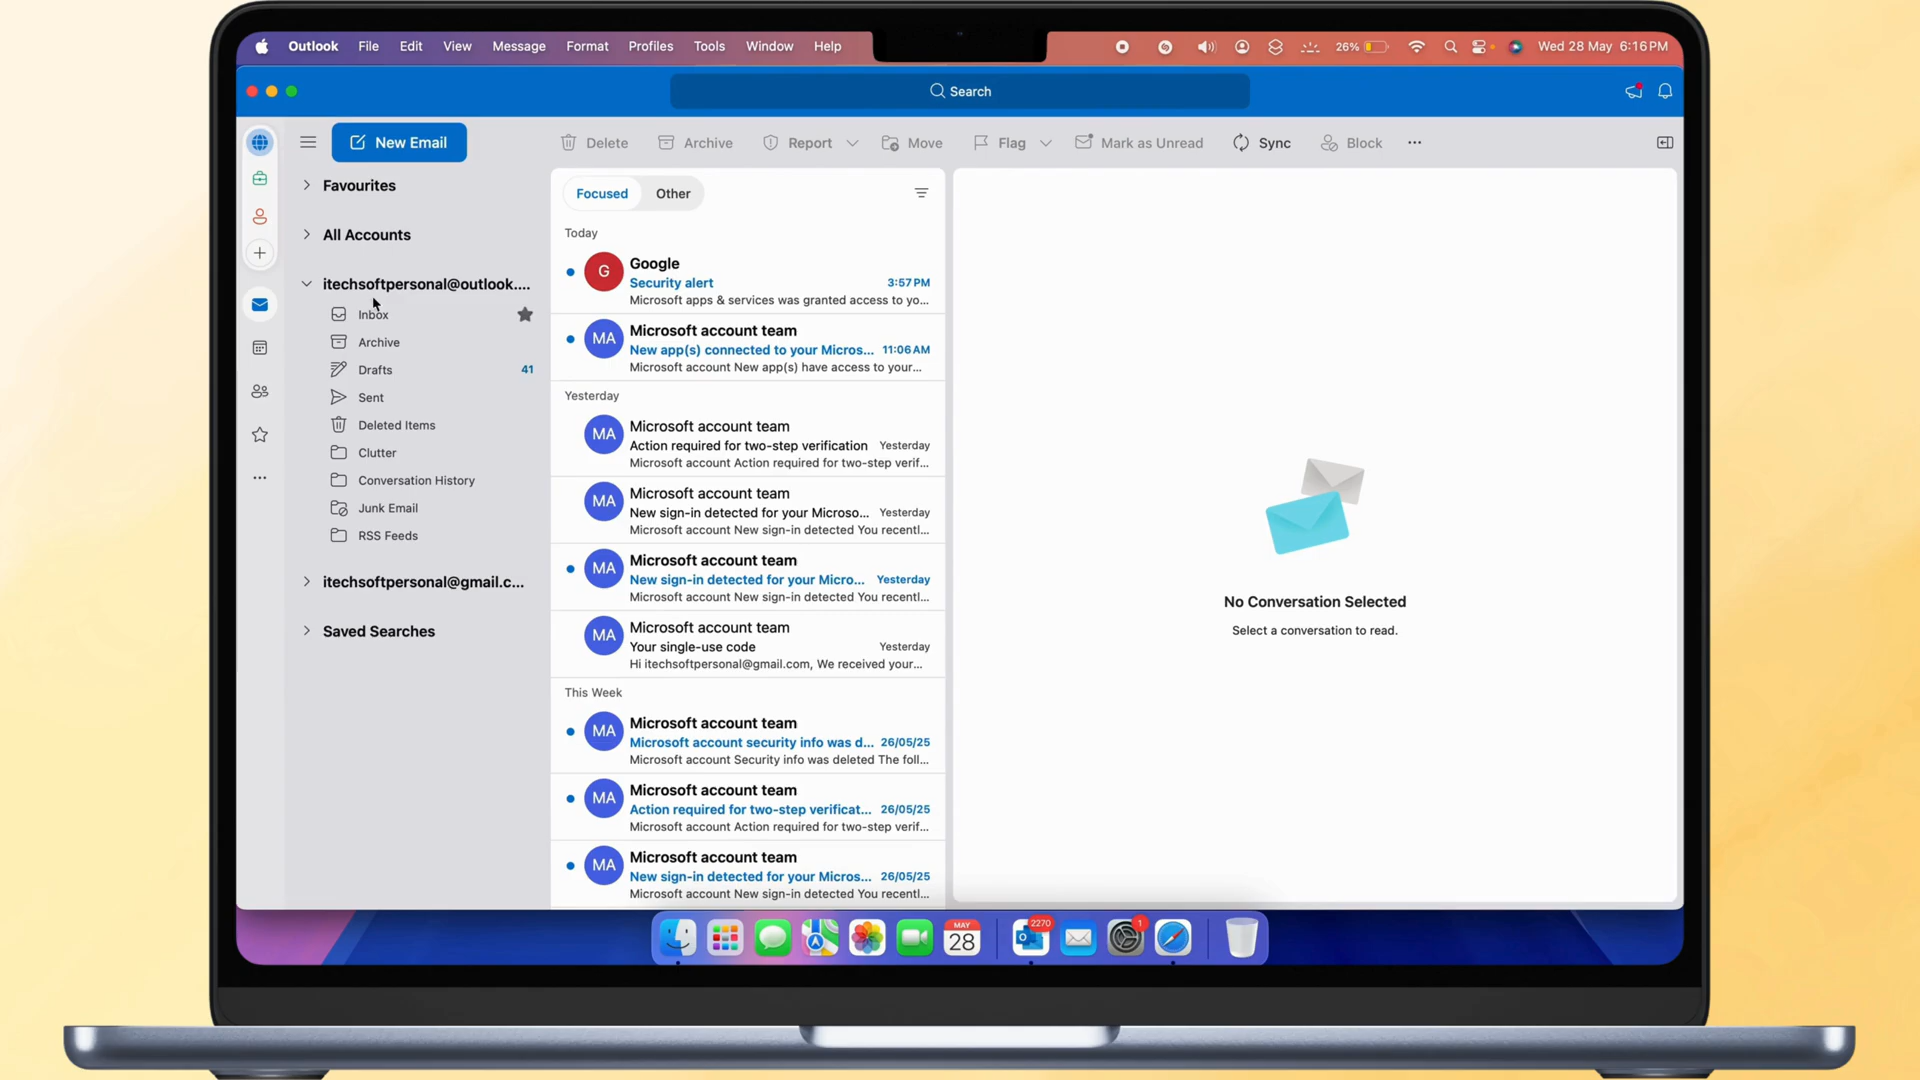 Outlook File Edit View Message Format Profiles Tools Window Help 26% Wed 28 May 6:16 PM
Search
New Email Delete Archive Report Move Flag Mark as Unread Sync Block ...
Favourites
All Accounts
itechsoftpersonal@outlook....
Inbox
Archive
Drafts 41
Sent
Deleted Items
Clutter
Conversation History
Junk Email
RSS Feeds
itechsoftpersonal@gmail.c...
Saved Searches
Focused Other
Today
G Google
Security alert 3:57 PM
Microsoft apps & services was granted access to yo...
MA Microsoft account team
New app(s) connected to your Micros... 11:06 AM
Microsoft account New app(s) have access to your...
Yesterday
MA Microsoft account team
Action required for two-step verification Yesterday
Microsoft account Action required for two-step verif...
MA Microsoft account team
New sign-in detected for your Microso... Yesterday
Microsoft account New sign-in detected You recentl...
MA Microsoft account team
New sign-in detected for your Micro... Yesterday
Microsoft account New sign-in detected You recentl...
MA Microsoft account team
Your single-use code Yesterday
Hi itechsoftpersonal@gmail.com, We received your...
This Week
MA Microsoft account team
Microsoft account security info was d... 26/05/25
Microsoft account Security info was deleted The foll...
MA Microsoft account team
Action required for two-step verificat... 26/05/25
Microsoft account Action required for two-step verif...
MA Microsoft account team
New sign-in detected for your Micros... 26/05/25
Microsoft account New sign-in detected You recentl...
No Conversation Selected
Select a conversation to read.
MAY
28
2270
1